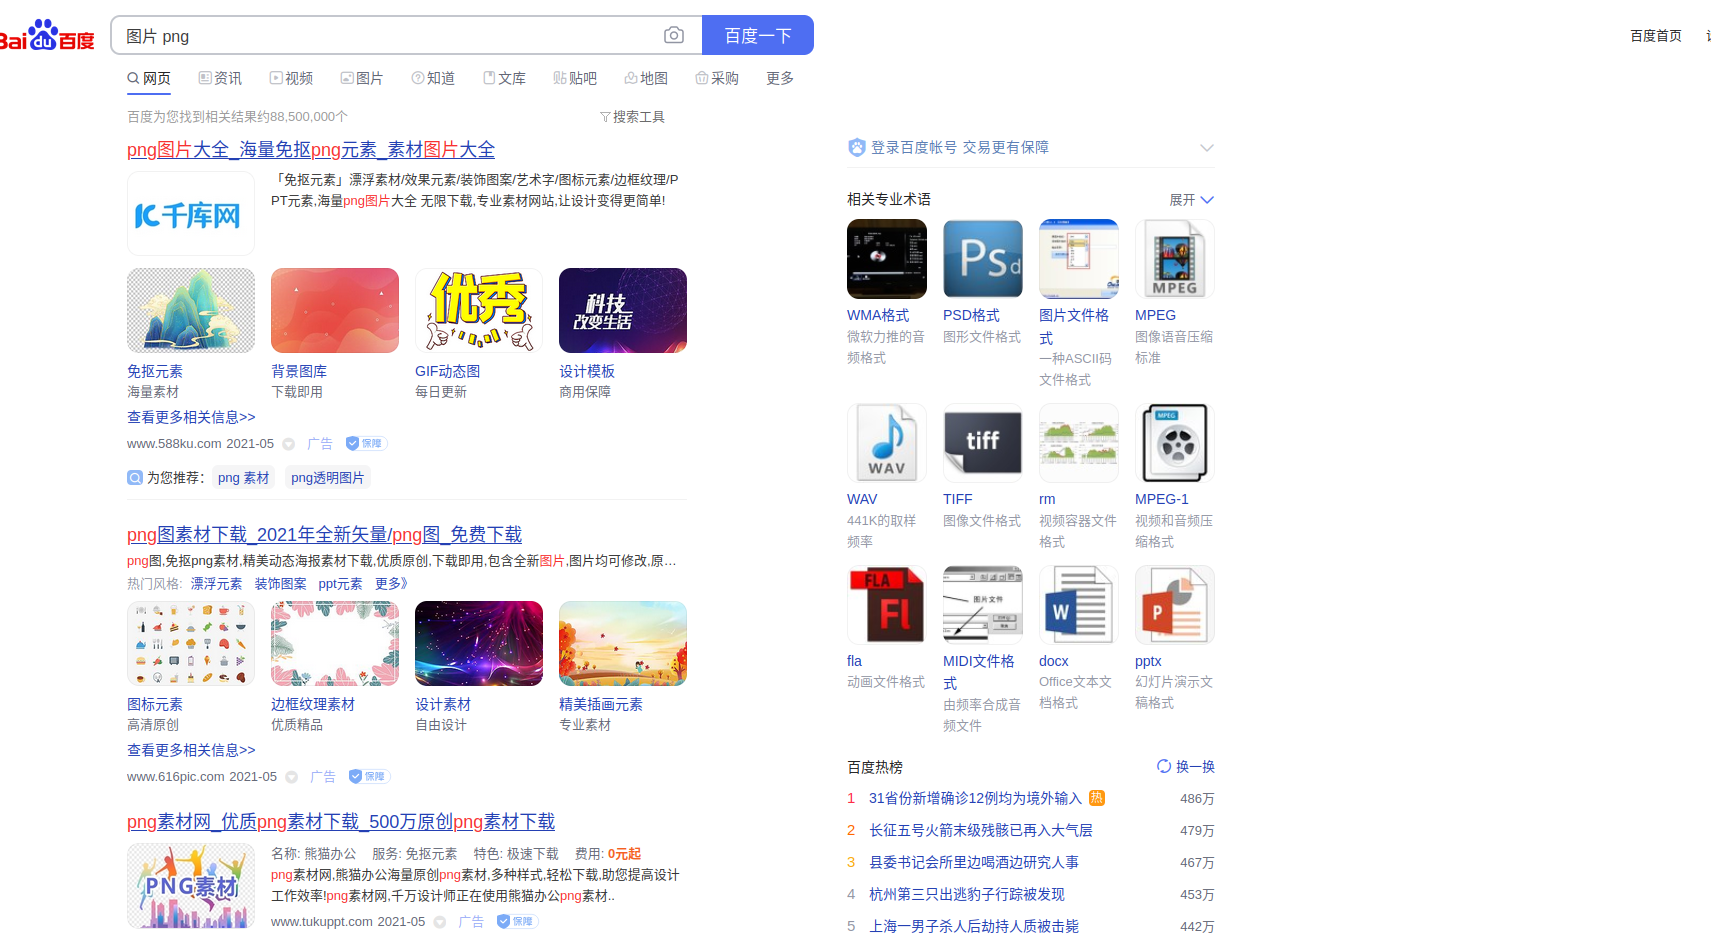 Bai du 百度
图片 png
百度一下
百度首页
网页 资讯 视频 图片 知道 文库 贴吧 地图 采购 更多
百度为您找到相关结果约88,500,000个
搜索工具
png图片大全_海量免抠png元素_素材图片大全
千库网
「免抠元素」漂浮素材/效果元素/装饰图案/艺术字/图标元素/边框纹理/P
PT元素,海量png图片大全 无限下载,专业素材网站,让设计变得更简单!
优秀
科技
改变生活
免抠元素 背景图库 GIF动态图 设计模板
海量素材 下载即用 每日更新 商用保障
查看更多相关信息>>
www.588ku.com 2021-05 广告 保障
为您推荐: png 素材 png透明图片
png图素材下载_2021年全新矢量/png图_免费下载
png图,免抠png素材,精美动态海报素材下载,优质原创,下载即用,包含全新图片,图片均可修改,原…
热门风格: 漂浮元素 装饰图案 ppt元素 更多》
图标元素 边框纹理素材 设计素材 精美插画元素
高清原创 优质精品 自由设计 专业素材
查看更多相关信息>>
www.616pic.com 2021-05 广告 保障
png素材网_优质png素材下载_500万原创png素材下载
PNG素材
名称: 熊猫办公 服务: 免抠元素 特色: 极速下载 费用: 0元起
png素材网,熊猫办公海量原创png素材,多种样式,轻松下载,助您提高设计
工作效率!png素材网,千万设计师正在使用熊猫办公png素材..
www.tukuppt.com 2021-05 广告 保障
登录百度帐号 交易更有保障
相关专业术语 展开
Ps d
MPEG
WMA格式
微软力推的音
频格式
PSD格式
图形文件格式
图片文件格
式
一种ASCII码
文件格式
MPEG
图像语音压缩
标准
WAV
tiff
MPEG
WAV
441K的取样
频率
TIFF
图像文件格式
rm
视频容器文件
格式
MPEG-1
视频和音频压
缩格式
FLA
Fl
图片文件
W
P
fla
动画文件格式
MIDI文件格
式
由频率合成音
频文件
docx
Office文本文
档格式
pptx
幻灯片演示文
稿格式
百度热榜 换一换
1 31省份新增确诊12例均为境外输入 热 486万
2 长征五号火箭末级残骸已再入大气层 479万
3 县委书记会所里边喝酒边研究人事 467万
4 杭州第三只出逃豹子行踪被发现 453万
5 上海一男子杀人后劫持人质被击毙 442万